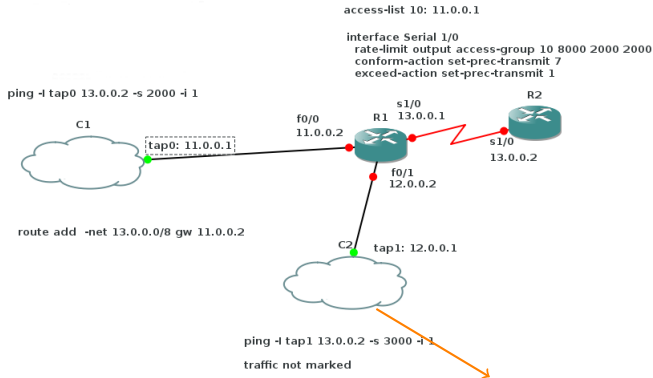 access-list 10: 11.0.0.1
interface Serial 1/0
rate-limit output access-group 10 8000 2000 2000
conform-action set-prec-transmit 7
exceed-action set-prec-transmit 1
ping -I tap0 13.0.0.2 -s 2000 -i 1
C1
tap0: 11.0.0.1
f0/0
11.0.0.2
R1
s1/0
13.0.0.1
R2
s1/0
13.0.0.2
f0/1
12.0.0.2
route add -net 13.0.0.0/8 gw 11.0.0.2
C2
tap1: 12.0.0.1
ping -I tap1 13.0.0.2 -s 3000 -i 1
traffic not marked